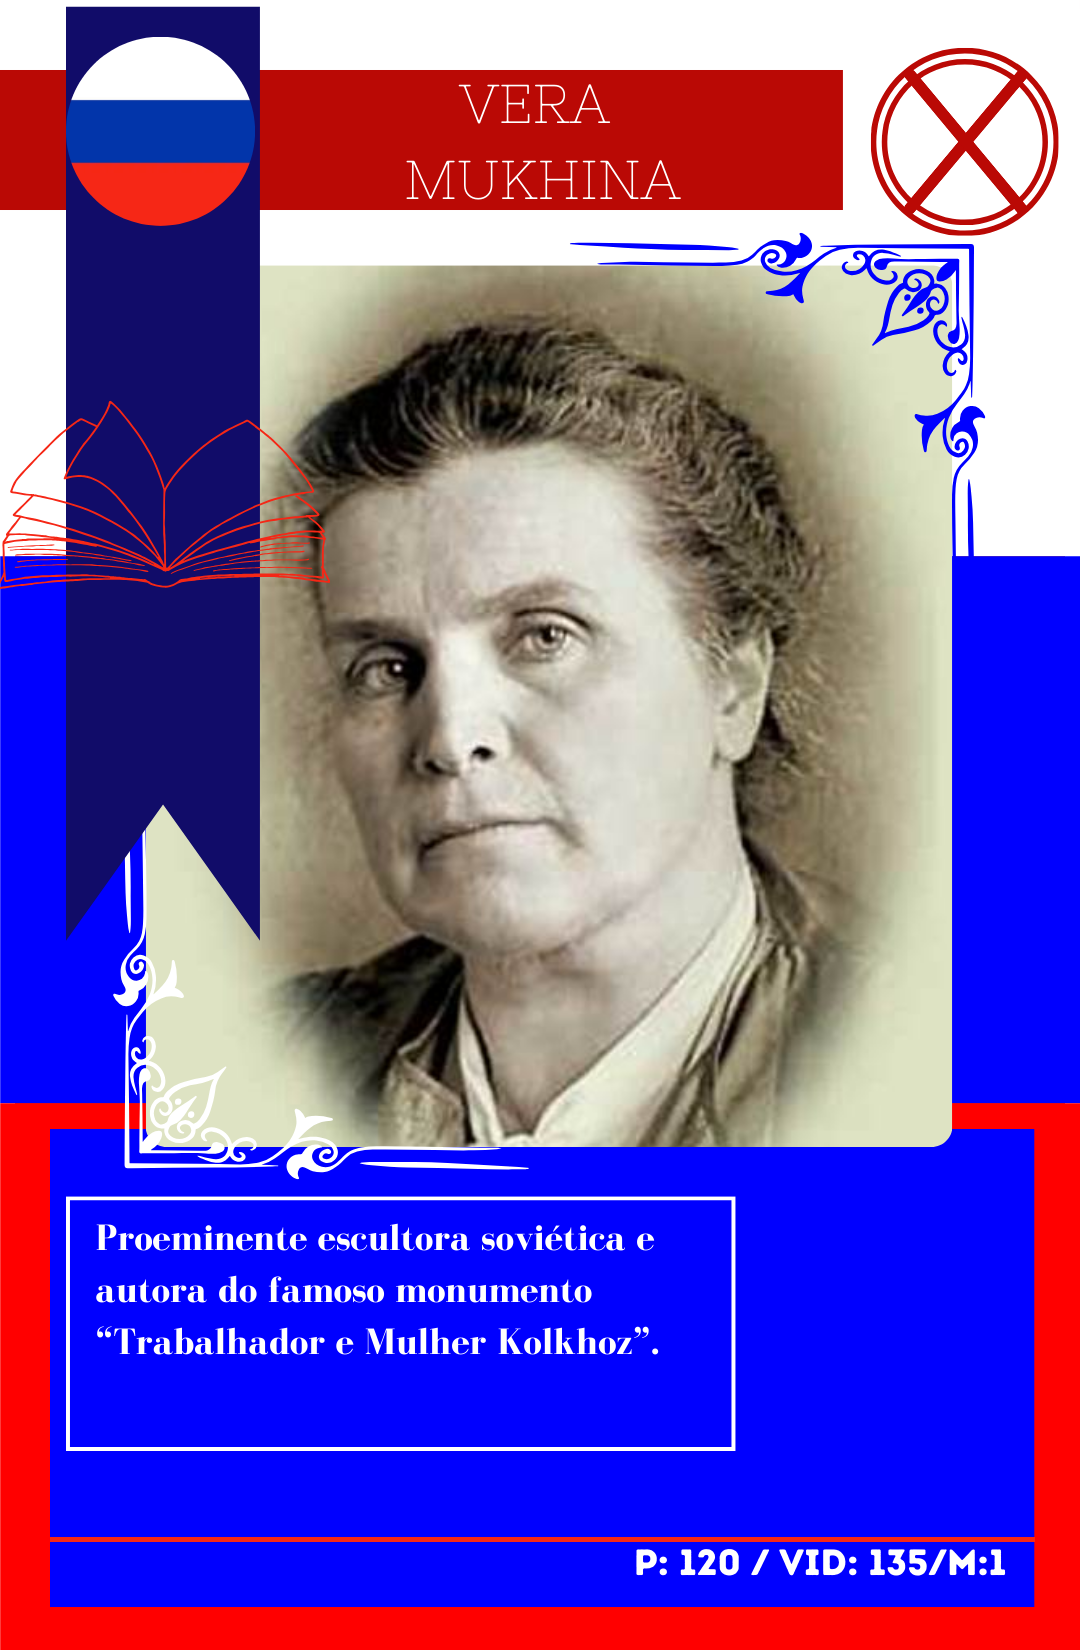 VERA
MUKHINA
Proeminente escultora soviética e
autora do famoso monumento
“Trabalhador e Mulher Kolkhoz”.
P: 120 / VID: 135/M:1